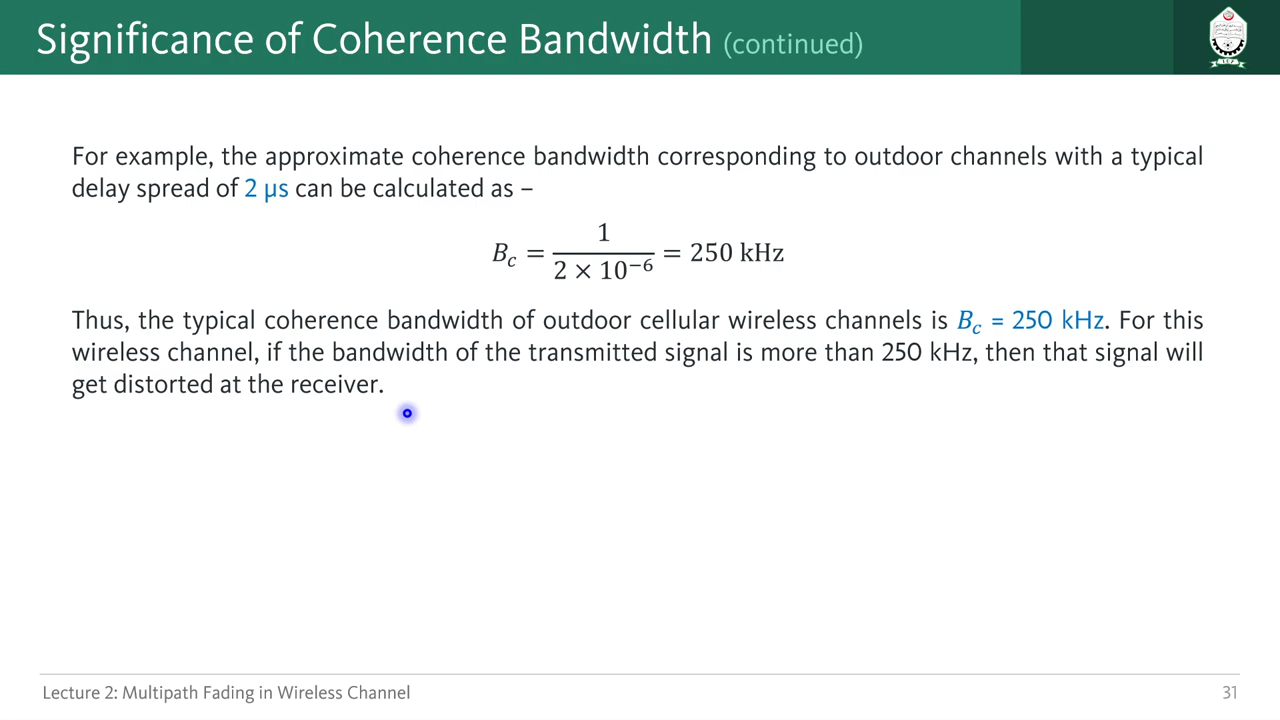 Significance of Coherence Bandwidth (continued)
For example, the approximate coherence bandwidth corresponding to outdoor channels with a typical
delay spread of 2 μs can be calculated as –
B_c = 1 / (2 × 10⁻⁶) = 250 kHz
Thus, the typical coherence bandwidth of outdoor cellular wireless channels is B_c = 250 kHz. For this
wireless channel, if the bandwidth of the transmitted signal is more than 250 kHz, then that signal will
get distorted at the receiver.
Lecture 2: Multipath Fading in Wireless Channel
31